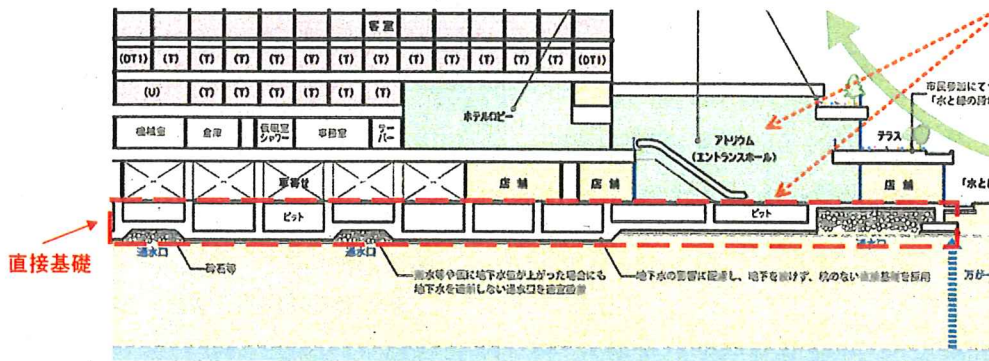 客室
(DT1) (T) (T) (T) (T) (T) (T) (T) (T) (T) (T) (DT1)
(U) (T) (T) (T) (T) (T) (T)
ホテルロビー
市民参加にて
「水と緑の段
機械室 倉庫 仮眠室 事務室 サー
シャワー バー
アトリウム
(エントランスホール)
テラス
車寄せ 店舗 店舗 店舗 「水と
ピット ピット
直接基礎
通水口 砕石等 通水口 通水口
雨水等や仮に地下水位が上がった場合にも
地下水を遮断しない通水口を適宜設置
地下水の影響に配慮し、地下を設けず、杭のない直接基礎を採用
万が一